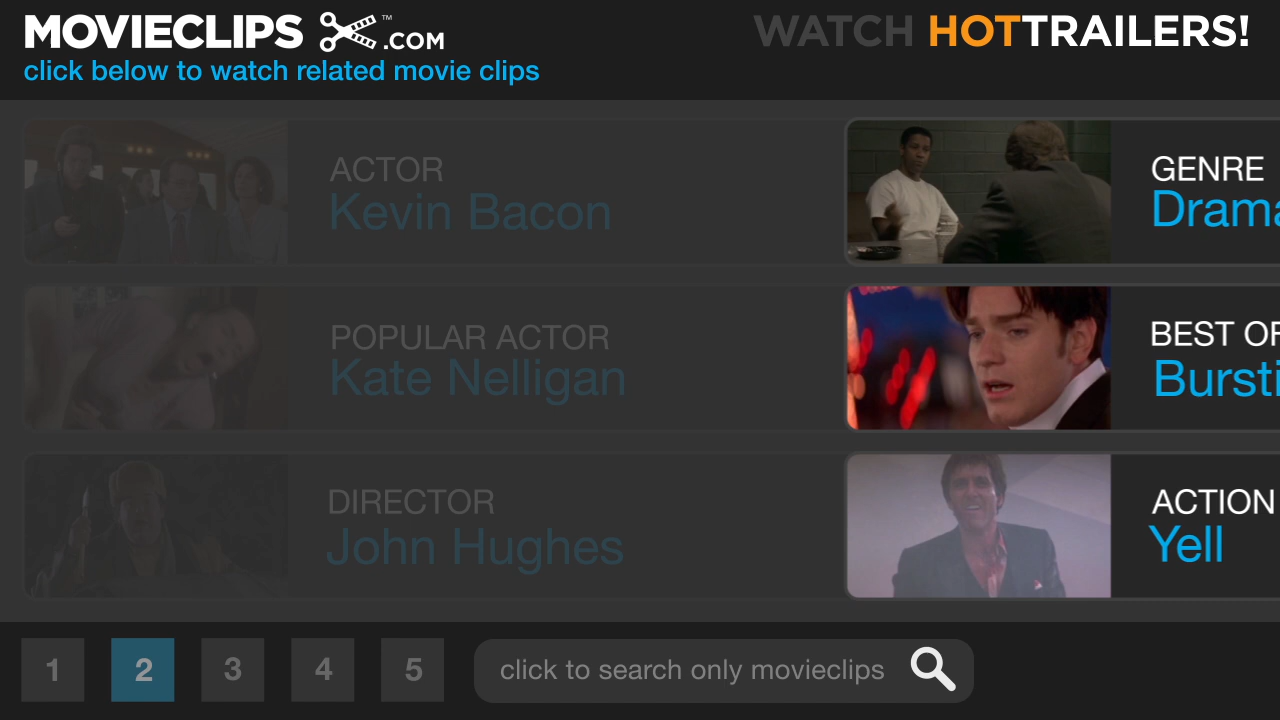 MOVIECLIPS ™ .COM
WATCH HOTTRAILERS!
click below to watch related movie clips
ACTOR
Kevin Bacon
GENRE
Drama
POPULAR ACTOR
Kate Nelligan
BEST OF
Bursti
DIRECTOR
John Hughes
ACTION
Yell
1 2 3 4 5
click to search only movieclips